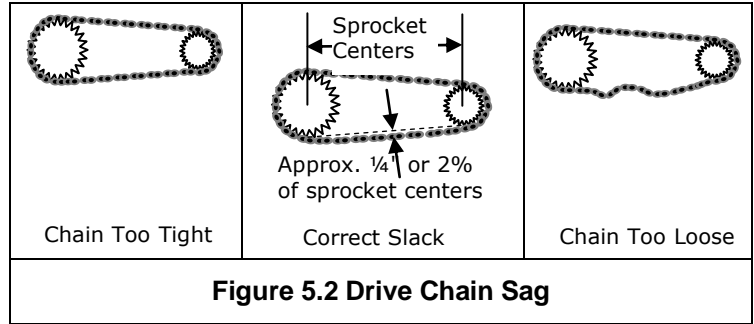 Sprocket
Centers
Approx. ¼' or 2%
of sprocket centers
Chain Too Tight
Correct Slack
Chain Too Loose
Figure 5.2 Drive Chain Sag